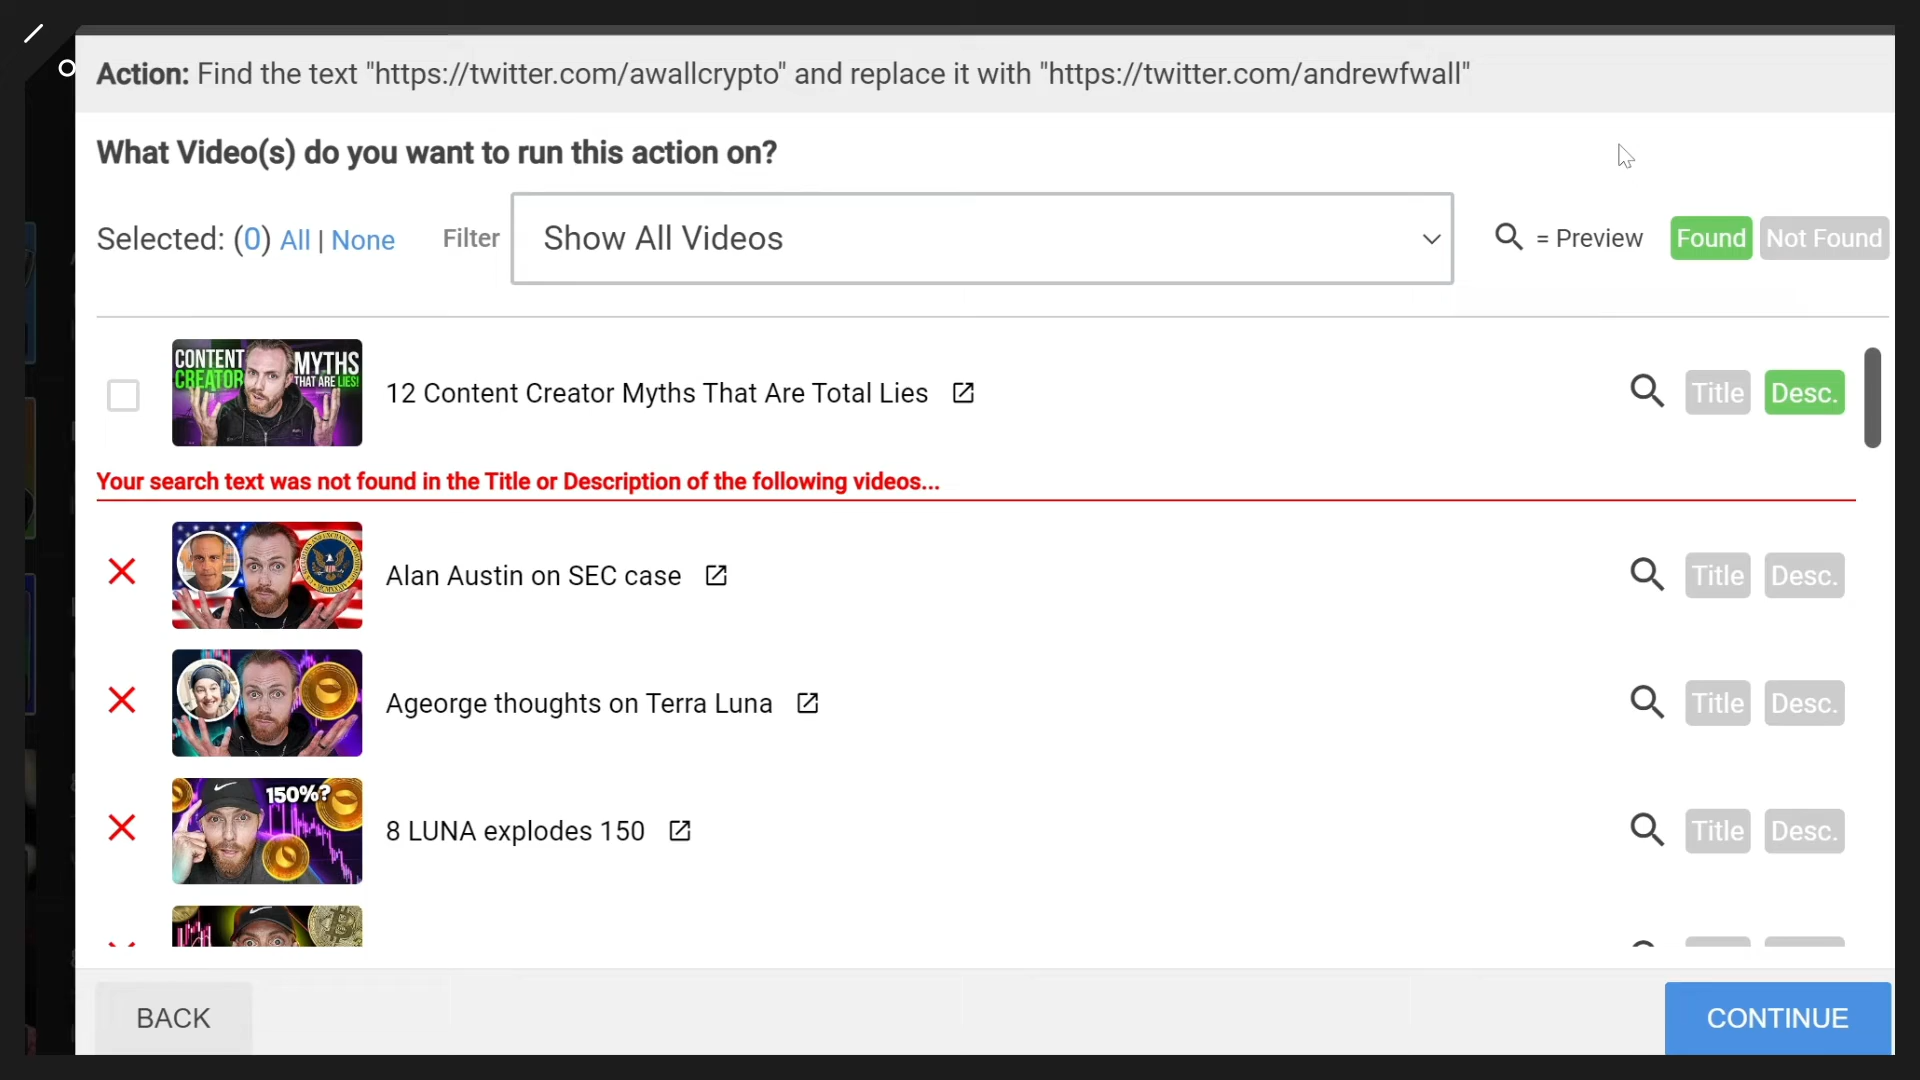 Action: Find the text "https://twitter.com/awallcrypto" and replace it with "https://twitter.com/andrewfwall"
What Video(s) do you want to run this action on?
Selected: (0) All | None Filter Show All Videos = Preview Found Not Found
CONTENT MYTHS
CREATOR THAT ARE LIES!
12 Content Creator Myths That Are Total Lies Title Desc.
Your search text was not found in the Title or Description of the following videos...
Alan Austin on SEC case Title Desc.
Ageorge thoughts on Terra Luna Title Desc.
150%?
8 LUNA explodes 150 Title Desc.
BACK CONTINUE